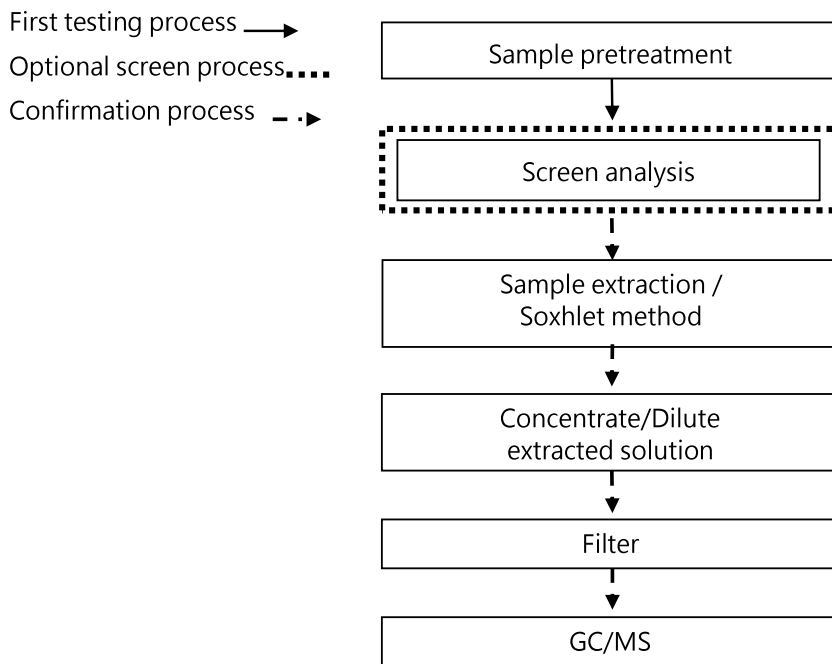 First testing process
Optional screen process
Confirmation process
Sample pretreatment
Screen analysis
Sample extraction /
Soxhlet method
Concentrate/Dilute
extracted solution
Filter
GC/MS